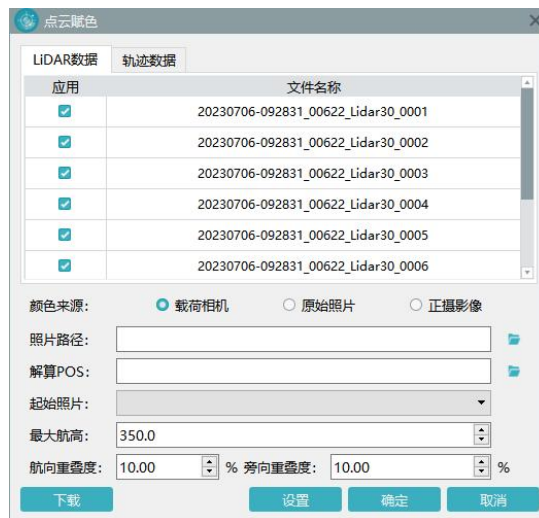 点云赋色
LiDAR数据 轨迹数据
应用 文件名称
20230706-092831_00622_Lidar30_0001
20230706-092831_00622_Lidar30_0002
20230706-092831_00622_Lidar30_0003
20230706-092831_00622_Lidar30_0004
20230706-092831_00622_Lidar30_0005
20230706-092831_00622_Lidar30_0006
颜色来源: 载荷相机 原始照片 正摄影像
照片路径:
解算POS:
起始照片:
最大航高: 350.0
航向重叠度: 10.00 % 旁向重叠度: 10.00 %
下载 设置 确定 取消